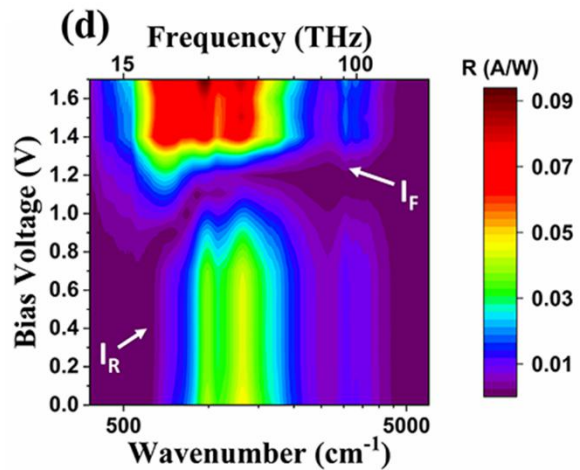 (d)
Frequency (THz)
15 100
R (A/W)
Bias Voltage (V)
1.6
1.4
1.2
1.0
0.8
0.6
0.4
0.2
0.0
I_F
I_R
0.09
0.07
0.05
0.03
0.01
500 5000
Wavenumber (cm⁻¹)